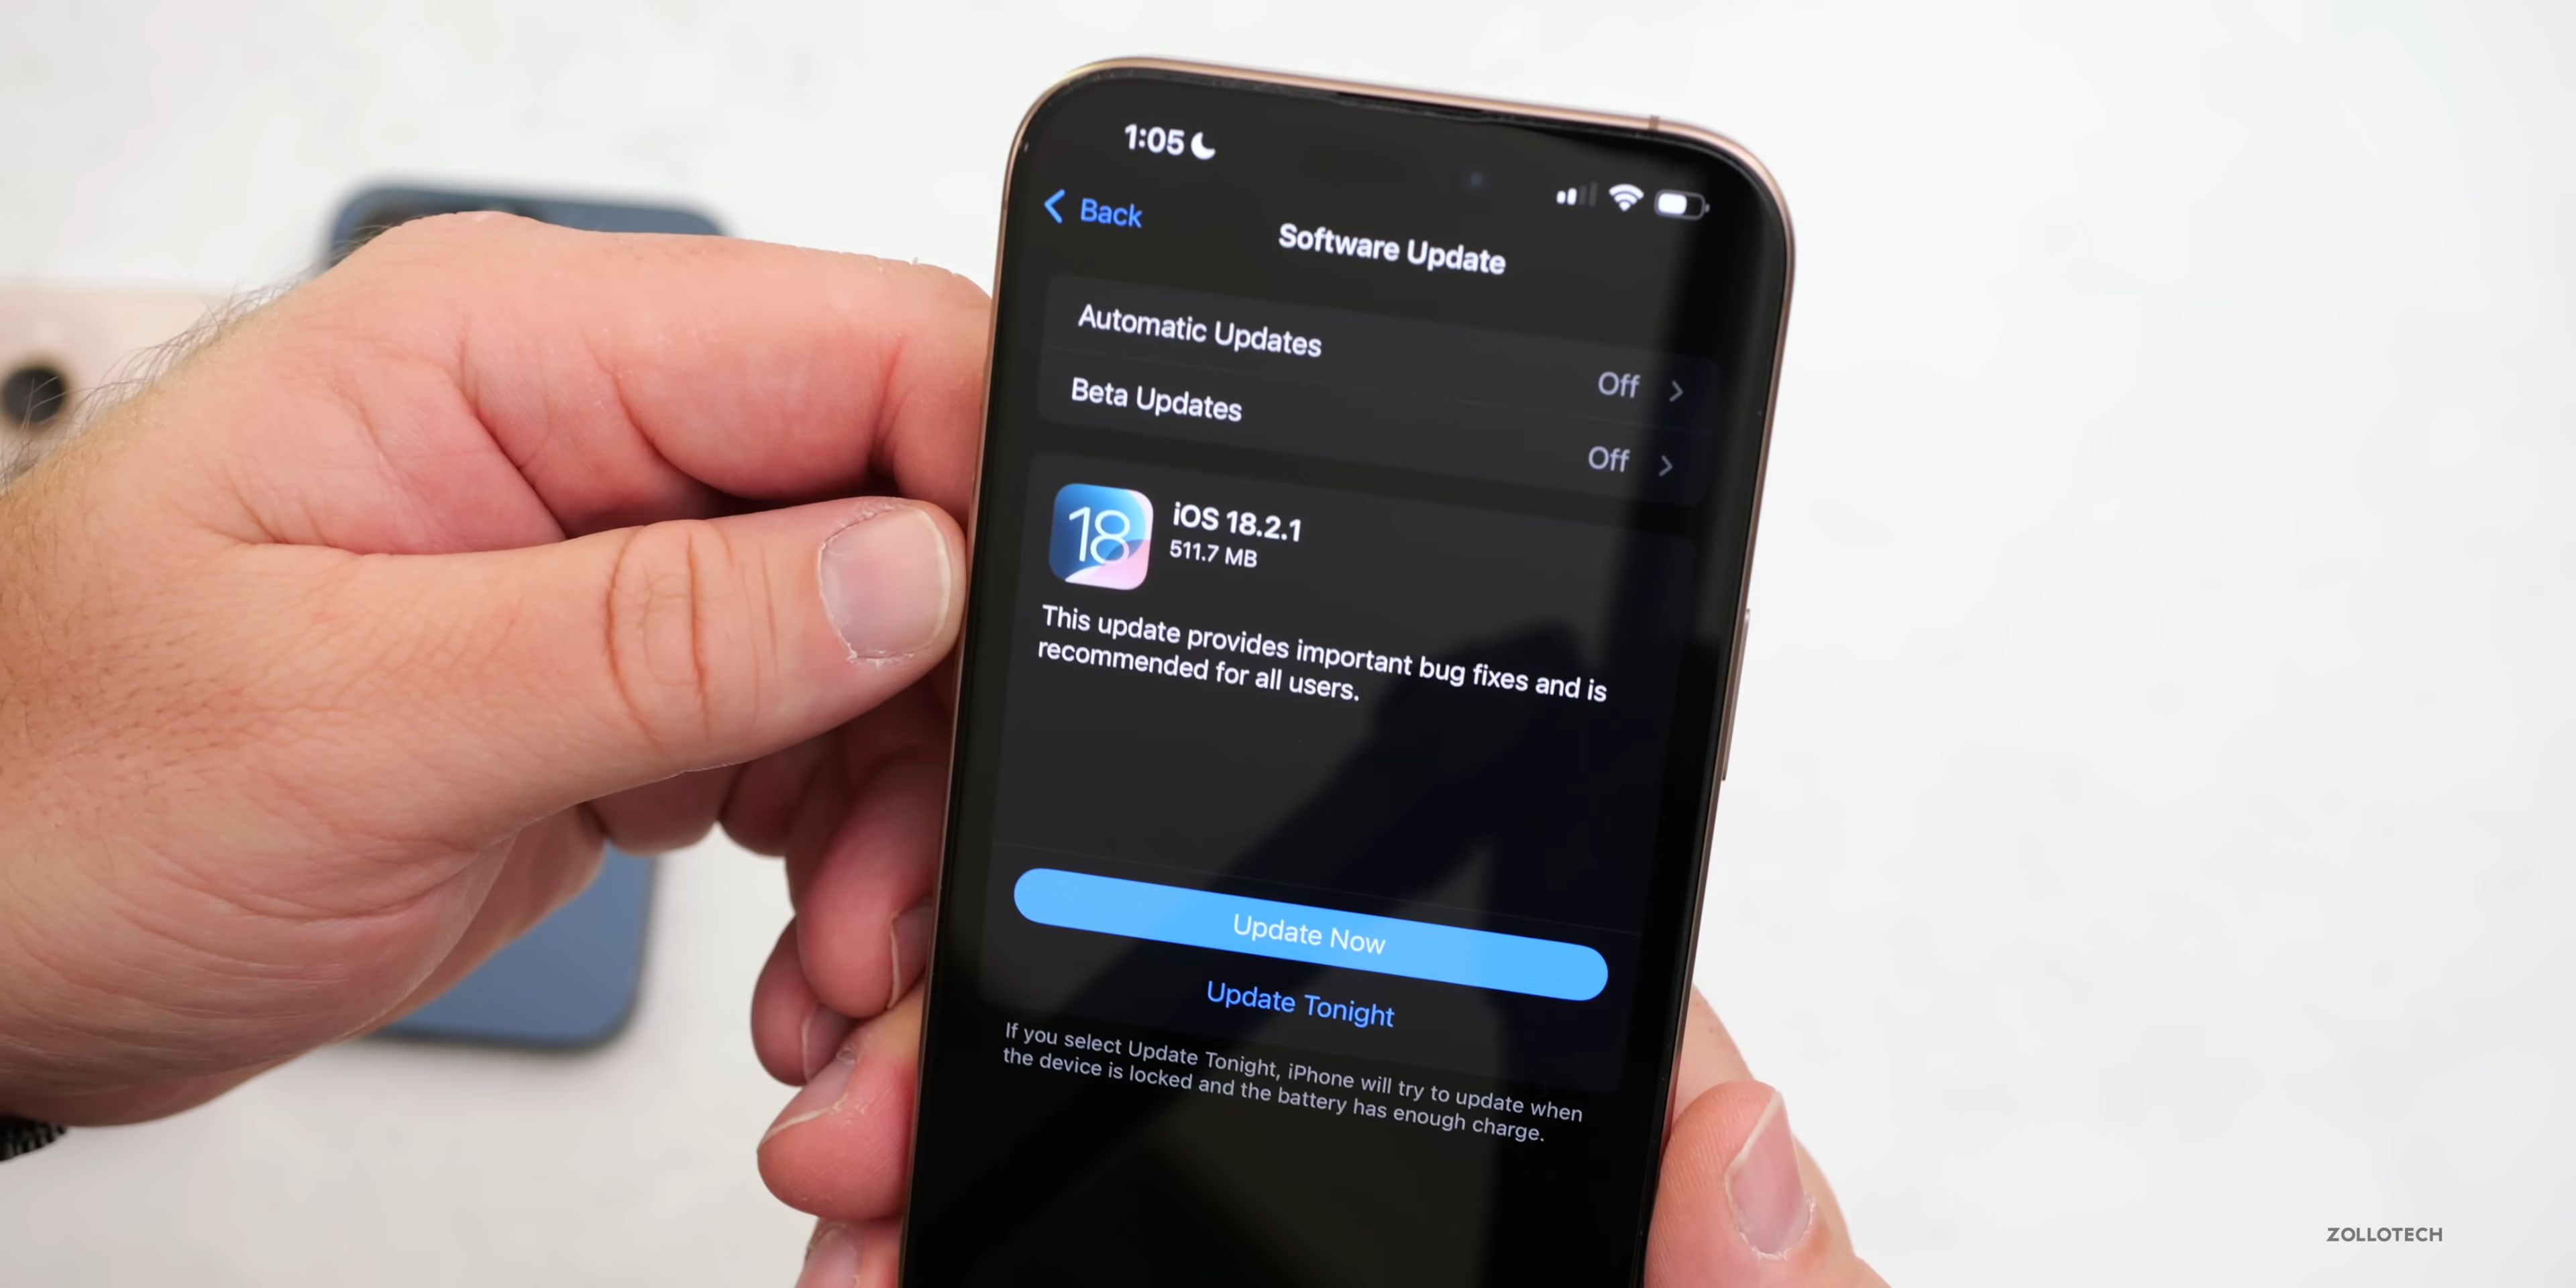 1:05
Back
Software Update
Automatic Updates
Off
Beta Updates
Off
18
iOS 18.2.1
511.7 MB
This update provides important bug fixes and is
recommended for all users.
Update Now
Update Tonight
If you select Update Tonight, iPhone will try to update when
the device is locked and the battery has enough charge.
ZOLLOTECH